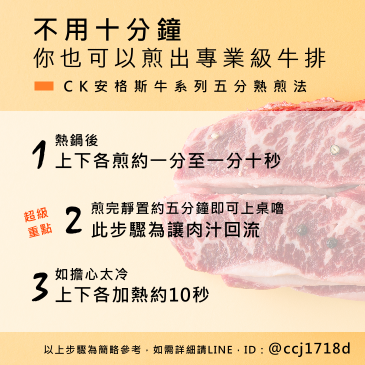 不用十分鐘
你也可以煎出專業級牛排
CK安格斯牛系列五分熟煎法
1 熱鍋後
上下各煎約一分至一分十秒
超級
重點
2 煎完靜置約五分鐘即可上桌嚕
此步驟為讓肉汁回流
3 如擔心太冷
上下各加熱約10秒
以上步驟為簡略參考，如需詳細請LINE，ID：@ccj1718d